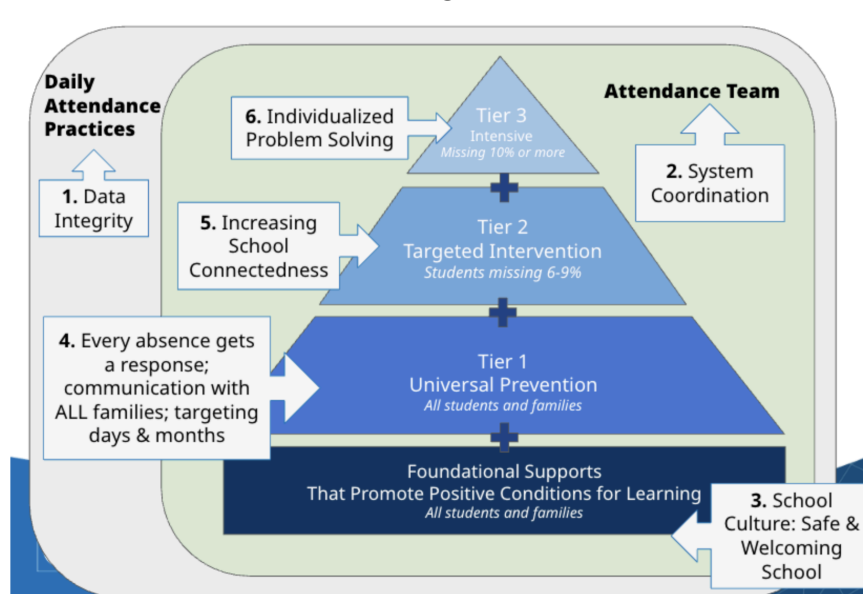 Daily
Attendance
Practices
1. Data
Integrity
Attendance Team
2. System
Coordination
6. Individualized
Problem Solving
Tier 3
Intensive
Missing 10% or more
5. Increasing
School
Connectedness
Tier 2
Targeted Intervention
Students missing 6-9%
4. Every absence gets
a response;
communication with
ALL families; targeting
days & months
Tier 1
Universal Prevention
All students and families
Foundational Supports
That Promote Positive Conditions for Learning
All students and families
3. School
Culture: Safe &
Welcoming
School